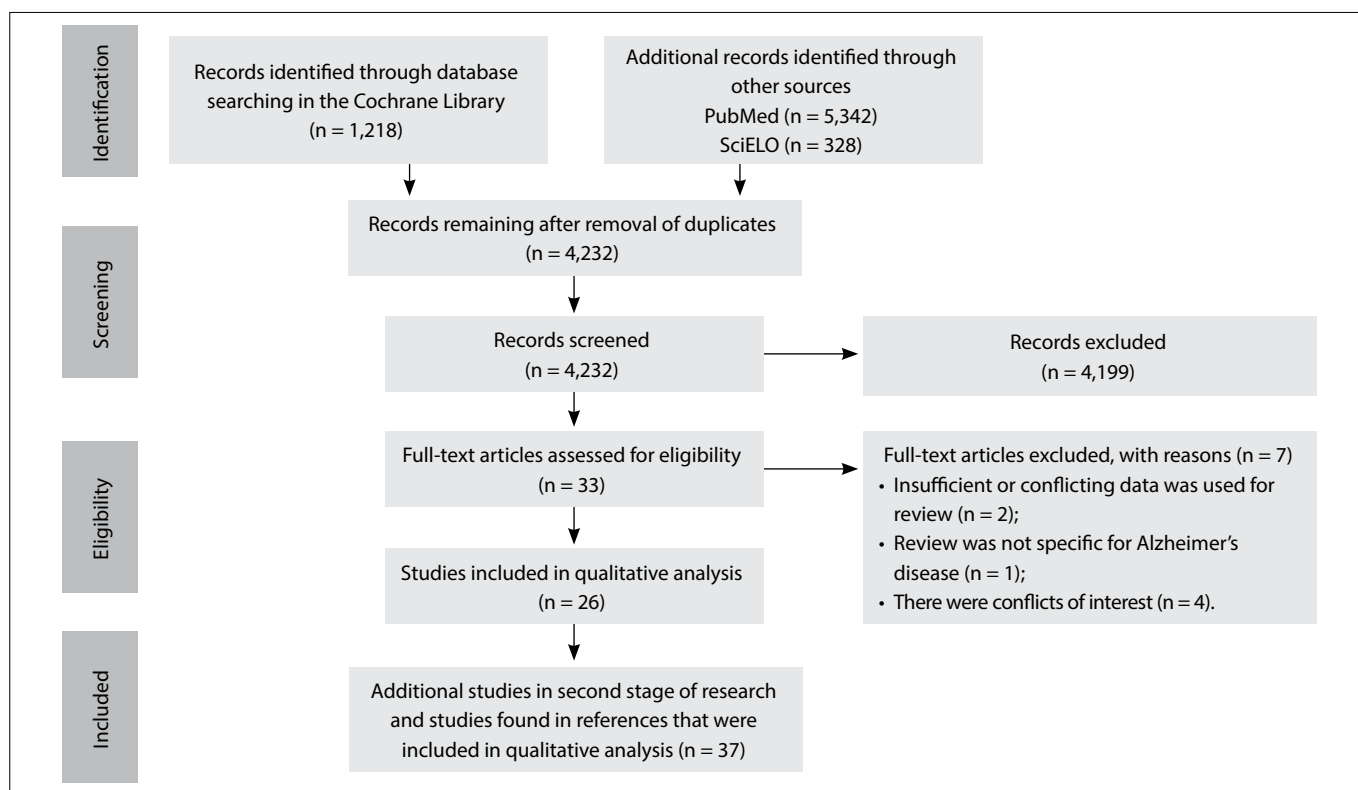 Identification
Records identified through database
searching in the Cochrane Library
(n = 1,218)
Additional records identified through
other sources
PubMed (n = 5,342)
SciELO (n = 328)
Records remaining after removal of duplicates
(n = 4,232)
Screening
Records screened
(n = 4,232)
Records excluded
(n = 4,199)
Eligibility
Full-text articles assessed for eligibility
(n = 33)
Full-text articles excluded, with reasons (n = 7)
• Insufficient or conflicting data was used for
review (n = 2);
• Review was not specific for Alzheimer's
disease (n = 1);
• There were conflicts of interest (n = 4).
Studies included in qualitative analysis
(n = 26)
Included
Additional studies in second stage of research
and studies found in references that were
included in qualitative analysis (n = 37)